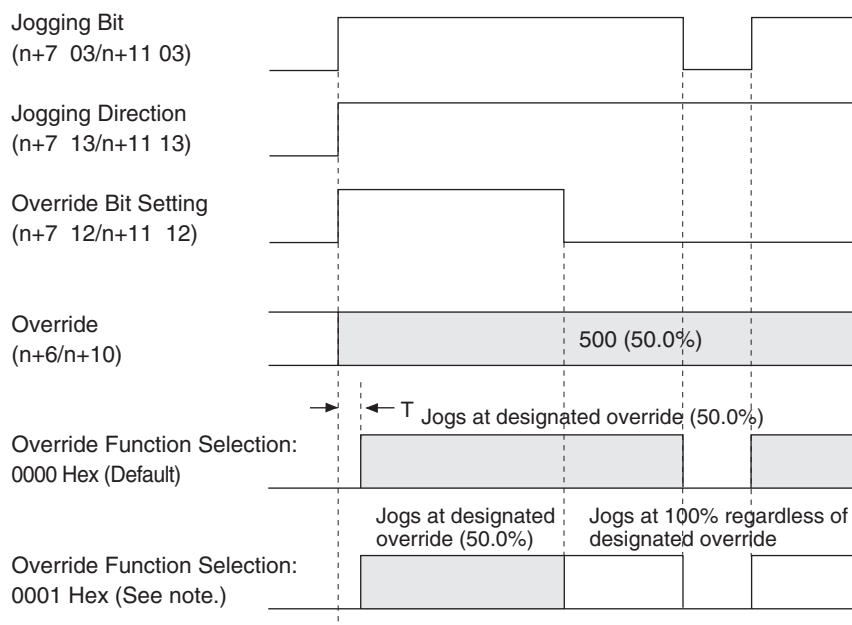 Jogging Bit
(n+7  03/n+11 03)
Jogging Direction
(n+7  13/n+11 13)
Override Bit Setting
(n+7  12/n+11  12)
Override
(n+6/n+10)
500 (50.0%)
T
Jogs at designated override (50.0%)
Override Function Selection:
0000 Hex (Default)
Jogs at designated
override (50.0%)
Jogs at 100% regardless of
designated override
Override Function Selection:
0001 Hex (See note.)